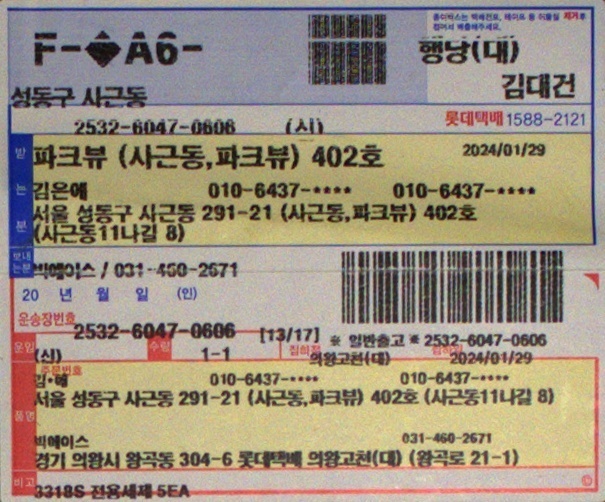 종이박스는 택배전표, 테이프 등 이물질 제거후
접어서 배출해주세요.
F-◆A6-
행당(대)
김대건
성동구 사근동
롯데택배 1588-2121
2532-6047-0606 (신)
받는분
파크뷰 (사근동,파크뷰) 402호 2024/01/29
김은애 010-6437-**** 010-6437-****
서울 성동구 사근동 291-21 (사근동,파크뷰) 402호
(사근동11나길 8)
보내는분
빅에이스 / 031-460-2671
20 년 월 일 (인)
운송장번호
2532-6047-0606 [13/17] ※ 일반출고 ※ 2532-6047-0606
운임 (신) 수량 1-1 집하점 의왕고천(대) 2024/01/29
주문번호
김*애 010-6437-**** 010-6437-****
서울 성동구 사근동 291-21 (사근동,파크뷰) 402호 (사근동11나길 8)
품명
빅에이스 031-460-2671
경기 의왕시 왕곡동 304-6 롯데택배 의왕고천(대) (왕곡로 21-1)
비고
3318S 전용세제 5EA